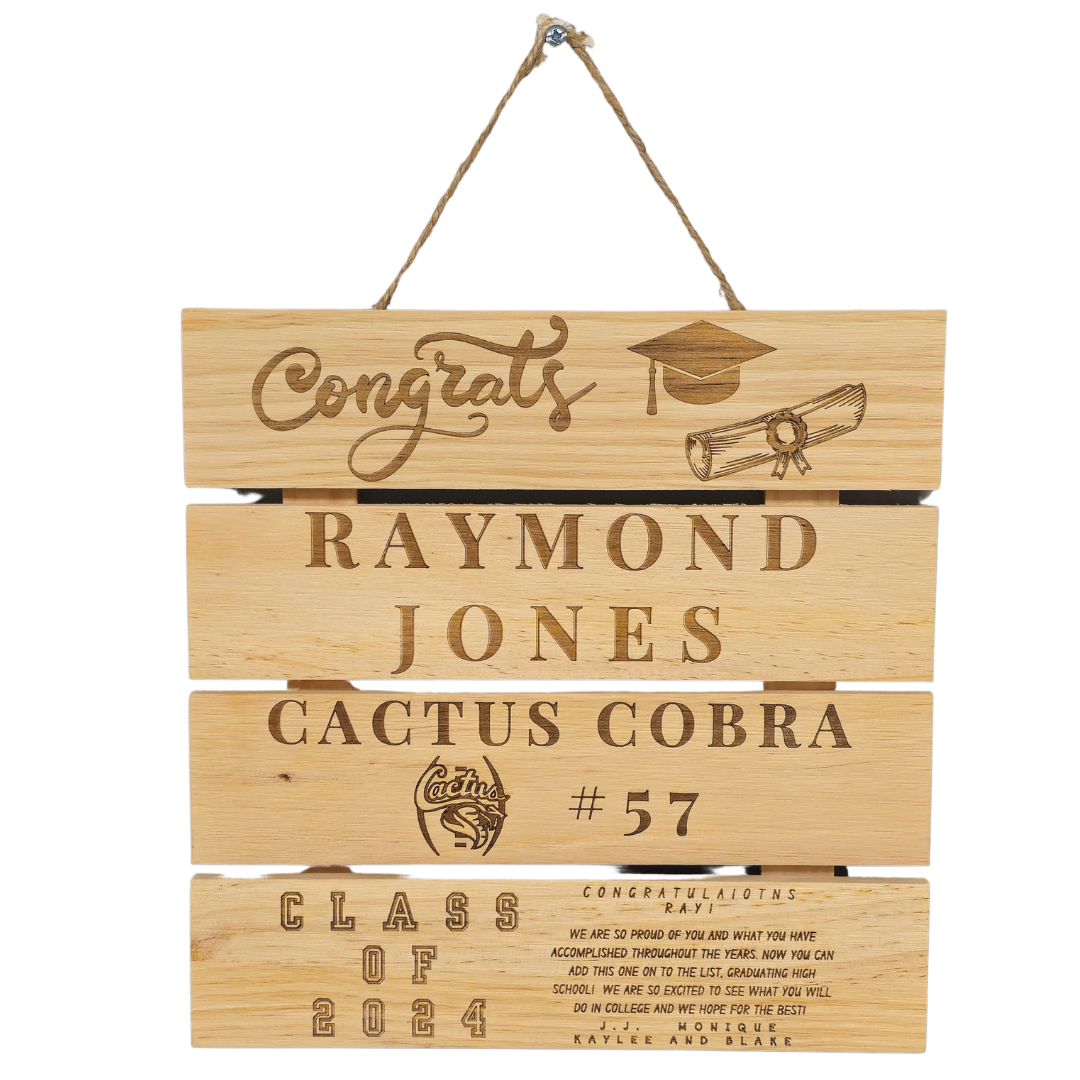 Congrats
RAYMOND
JONES
CACTUS COBRA
Cactus
#57
CLASS
OF
2024
CONGRATULAIOTNS
RAY!
WE ARE SO PROUD OF YOU AND WHAT YOU HAVE
ACCOMPLISHED THROUGHOUT THE YEARS. NOW YOU CAN
ADD THIS ONE ON TO THE LIST, GRADUATING HIGH
SCHOOL! WE ARE SO EXCITED TO SEE WHAT YOU WILL
DO IN COLLEGE AND WE HOPE FOR THE BEST!
J.J. MONIQUE
KAYLEE AND BLAKE